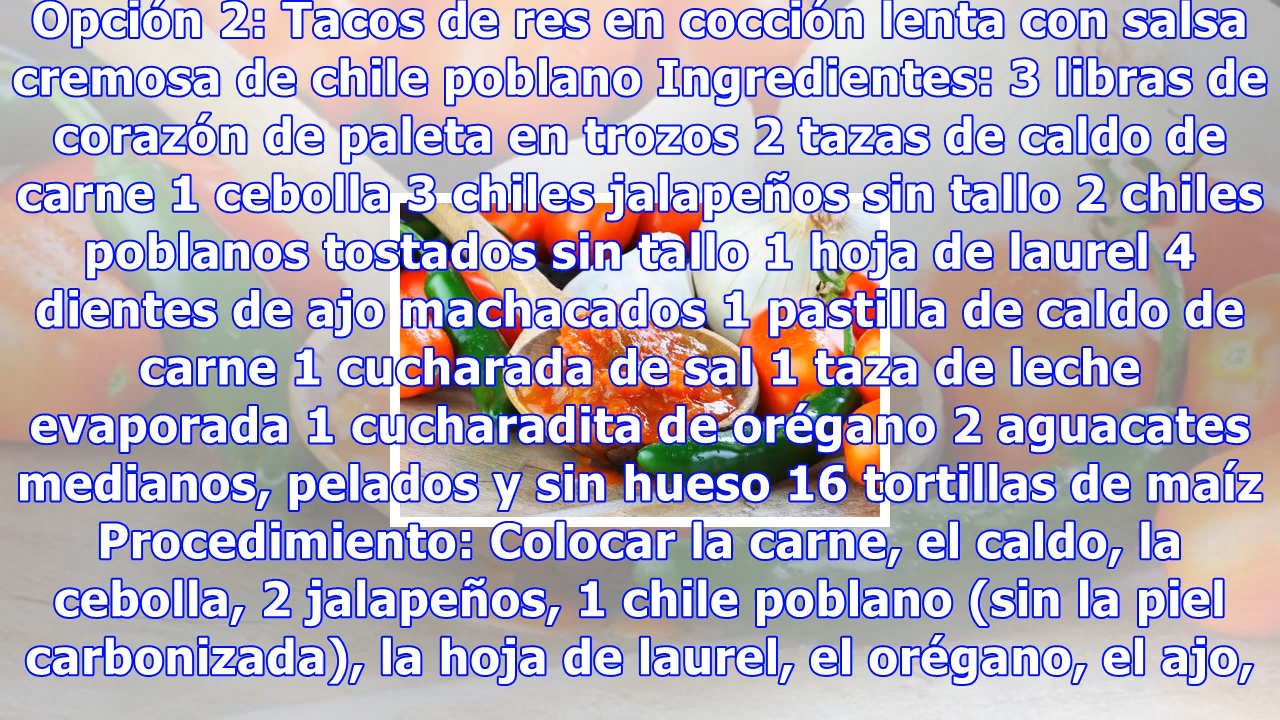 Opción 2: Tacos de res en cocción lenta con salsa
cremosa de chile poblano Ingredientes: 3 libras de
corazón de paleta en trozos 2 tazas de caldo de
carne 1 cebolla 3 chiles jalapeños sin tallo 2 chiles
poblanos tostados sin tallo 1 hoja de laurel 4
dientes de ajo machacados 1 pastilla de caldo de
carne 1 cucharada de sal 1 taza de leche
evaporada 1 cucharadita de orégano 2 aguacates
medianos, pelados y sin hueso 16 tortillas de maíz
Procedimiento: Colocar la carne, el caldo, la
cebolla, 2 jalapeños, 1 chile poblano (sin la piel
carbonizada), la hoja de laurel, el orégano, el ajo,